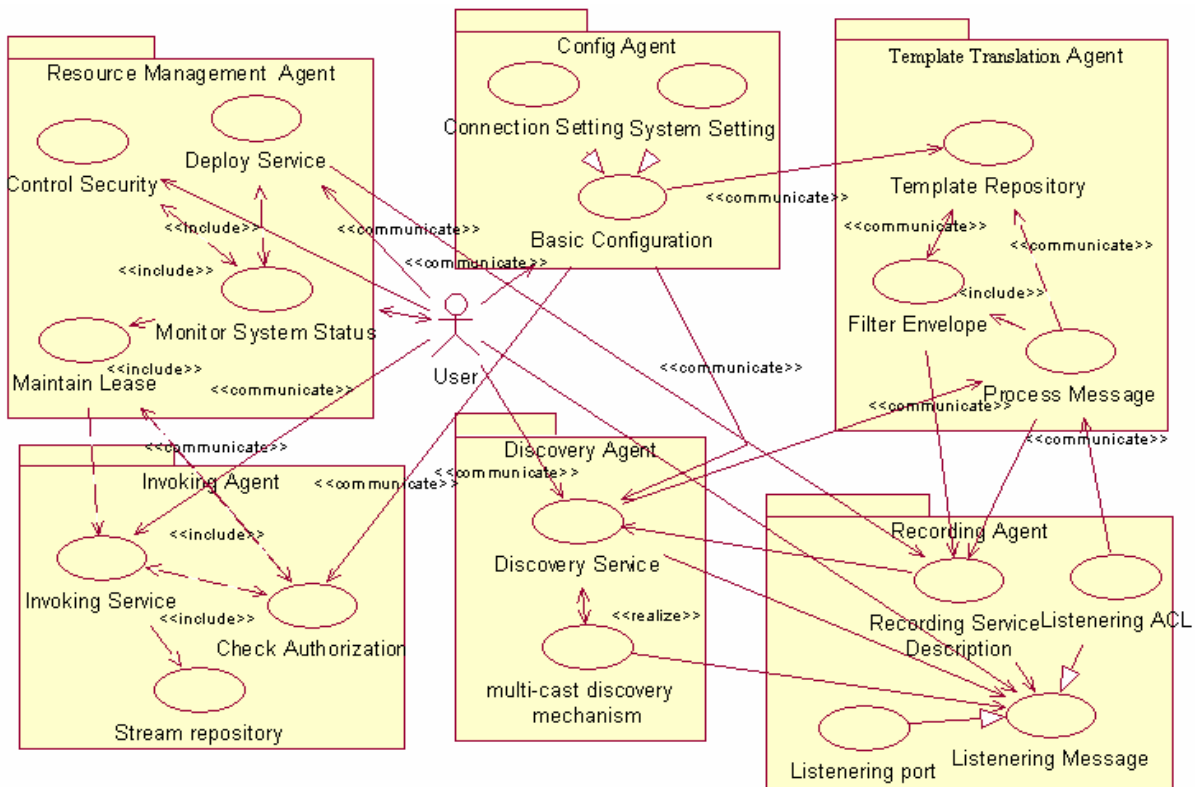 Resource Management Agent
Deploy Service
Control Security
<<include>>
<<include>>
Monitor System Status
<<include>>
Maintain Lease
<<communicate>>
<<communicate>>
<<communicate>>
<<communicate>>
User
Config Agent
Connection Setting
System Setting
Basic Configuration
<<communicate>>
Template Translation Agent
Template Repository
<<communicate>>
<<communicate>>
<<include>>
Filter Envelope
Process Message
<<communicate>>
<<communicate>>
<<communicate>>
<<communicate>>
Invoking Agent
<<include>>
Invoking Service
<<include>>
Check Authorization
Stream repository
<<communicate>>
<<communicate>>
Discovery Agent
Discovery Service
<<realize>>
multi-cast discovery
mechanism
Recording Agent
Recording Service
Description
Listenering ACL
Listenering port
Listenering Message